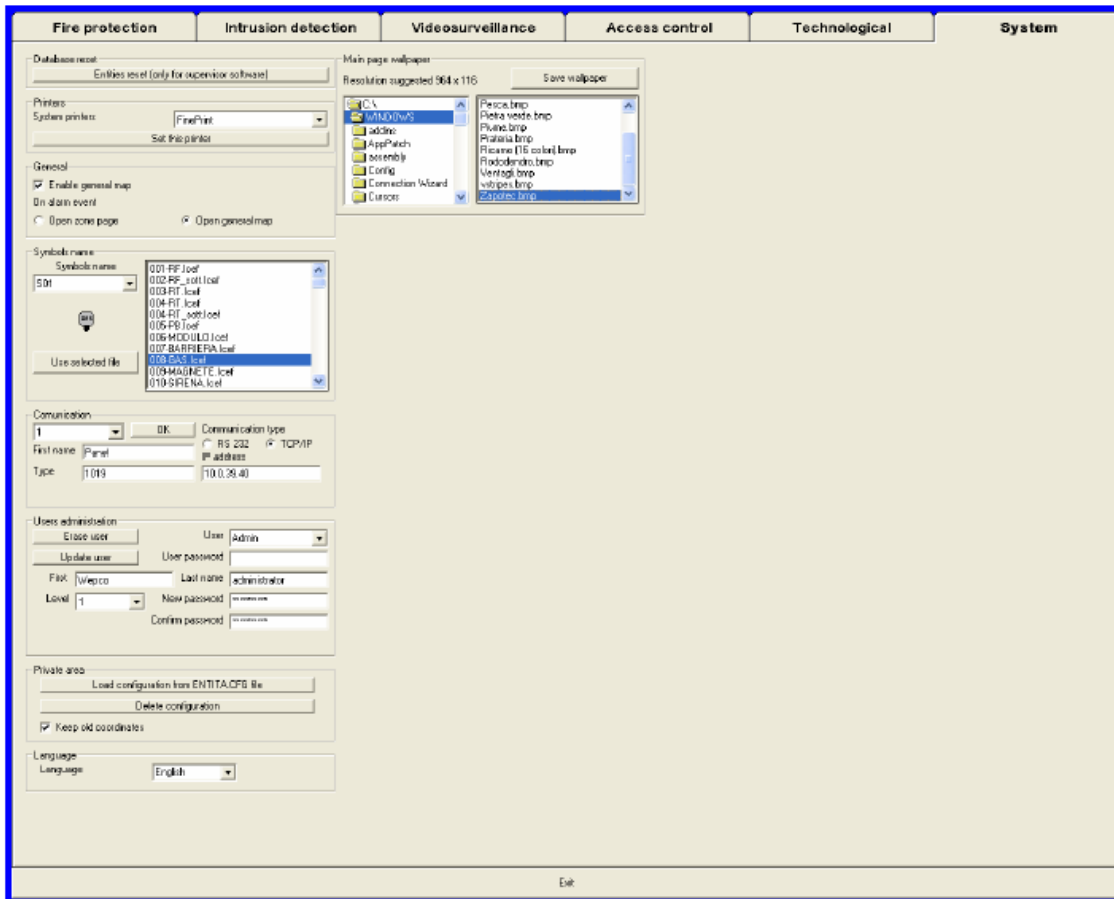 Fire protection
Intrusion detection
Videosurveillance
Access control
Technological
System
Database reset
Entities reset (only for supervisor software)
Printers
System printers
FinePrint
Set this printer
General
Enable general map
On alarm event
Open zone page
Open general map
Symbols name
Symbols name
S01
Use selected file
001-RF.Icef
002-RF_sott.Icef
003-RT.Icef
004-RT.Icef
004-RT_sott.Icef
005-PB.Icef
006-MODULO.Icef
007-BARRIERA.Icef
008-GAS.Icef
009-MAGNETE.Icef
010-SIRENA.Icef
Comunication
1
OK
Communication type
RS 232
TCP/IP
First name
Panel
IP address
Type
1019
10.0.39.40
Users administration
Erase user
User
Admin
Update user
User password
First
Wepco
Last name
administrator
Level
1
New password
Confirm password
Private area
Load configuration from ENTITA.CFG file
Delete configuration
Keep old coordinates
Language
Language
English
Main page wallpaper
Resolution suggested 964 x 116
Save wallpaper
C:\
WINDOWS
addins
AppPatch
assembly
Config
Connection Wizard
Cursors
Pesca.bmp
Pietra verde.bmp
Piume.bmp
Prateria.bmp
Ricamo (16 colori).bmp
Rododendro.bmp
Ventagli.bmp
vstripes.bmp
Zapotec.bmp
Exit